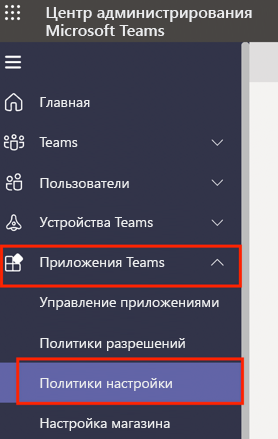 Центр администрирования
Microsoft Teams
Главная
Teams
Пользователи
Устройства Teams
Приложения Teams
Управление приложениями
Политики разрешений
Политики настройки
Настройка магазина